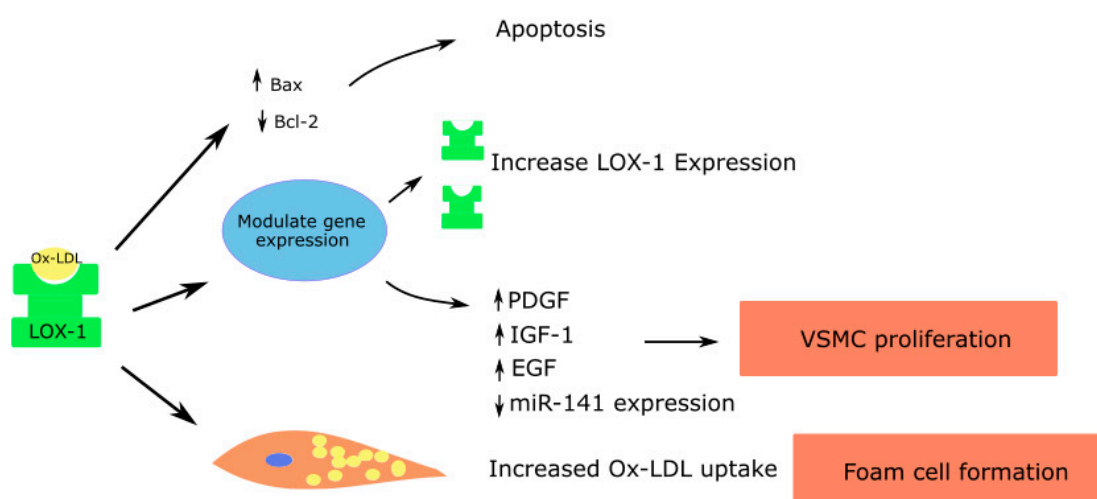 Apoptosis
Bax
Bcl-2
Increase LOX-1 Expression
Modulate gene
expression
Ox-LDL
LOX-1
PDGF
IGF-1
EGF
miR-141 expression
VSMC proliferation
Increased Ox-LDL uptake
Foam cell formation